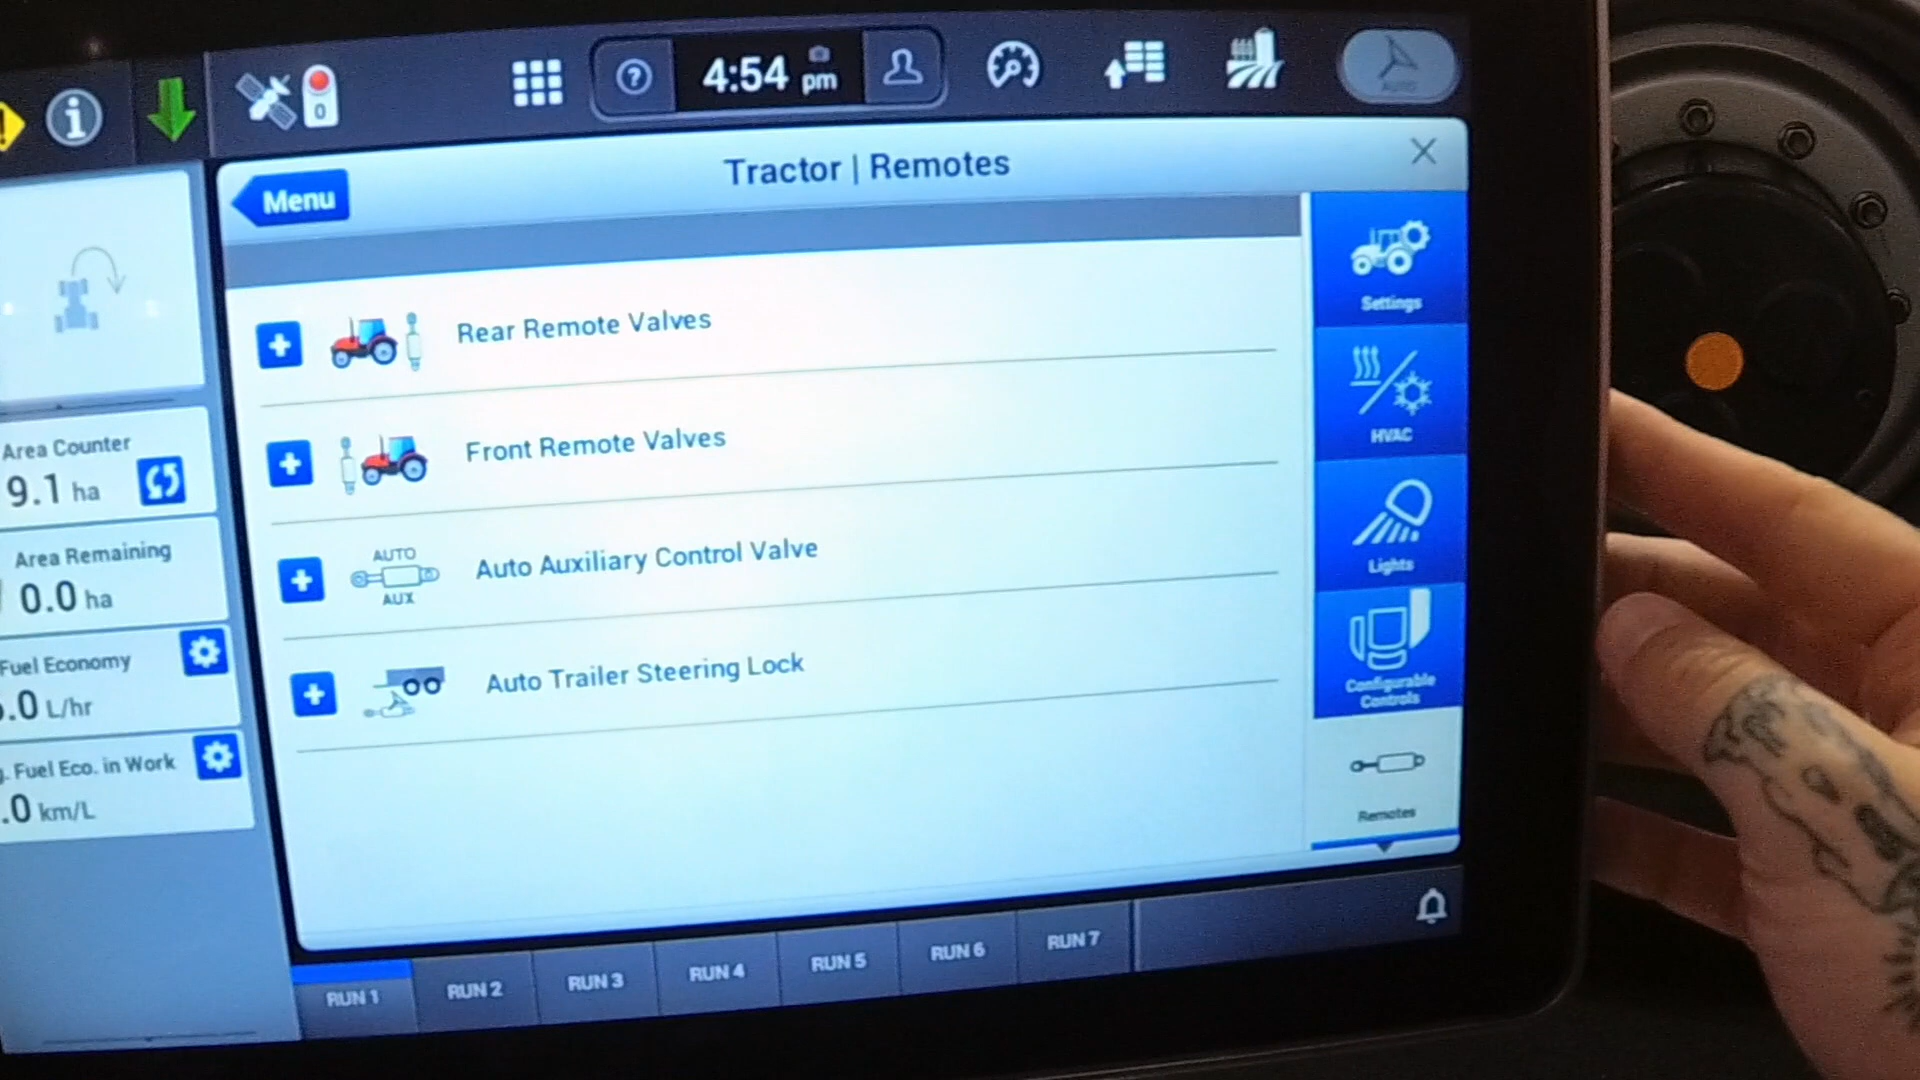 0
?
4:54 pm
AUTO
Menu
Tractor | Remotes
Settings
HVAC
Lights
Configurable
Controls
Remotes
Rear Remote Valves
Front Remote Valves
AUTO
AUX
Auto Auxiliary Control Valve
Auto Trailer Steering Lock
Area Counter
9.1 ha
Area Remaining
0.0 ha
Fuel Economy
.0 L/hr
. Fuel Eco. in Work
.0 km/L
RUN 1
RUN 2
RUN 3
RUN 4
RUN 5
RUN 6
RUN 7